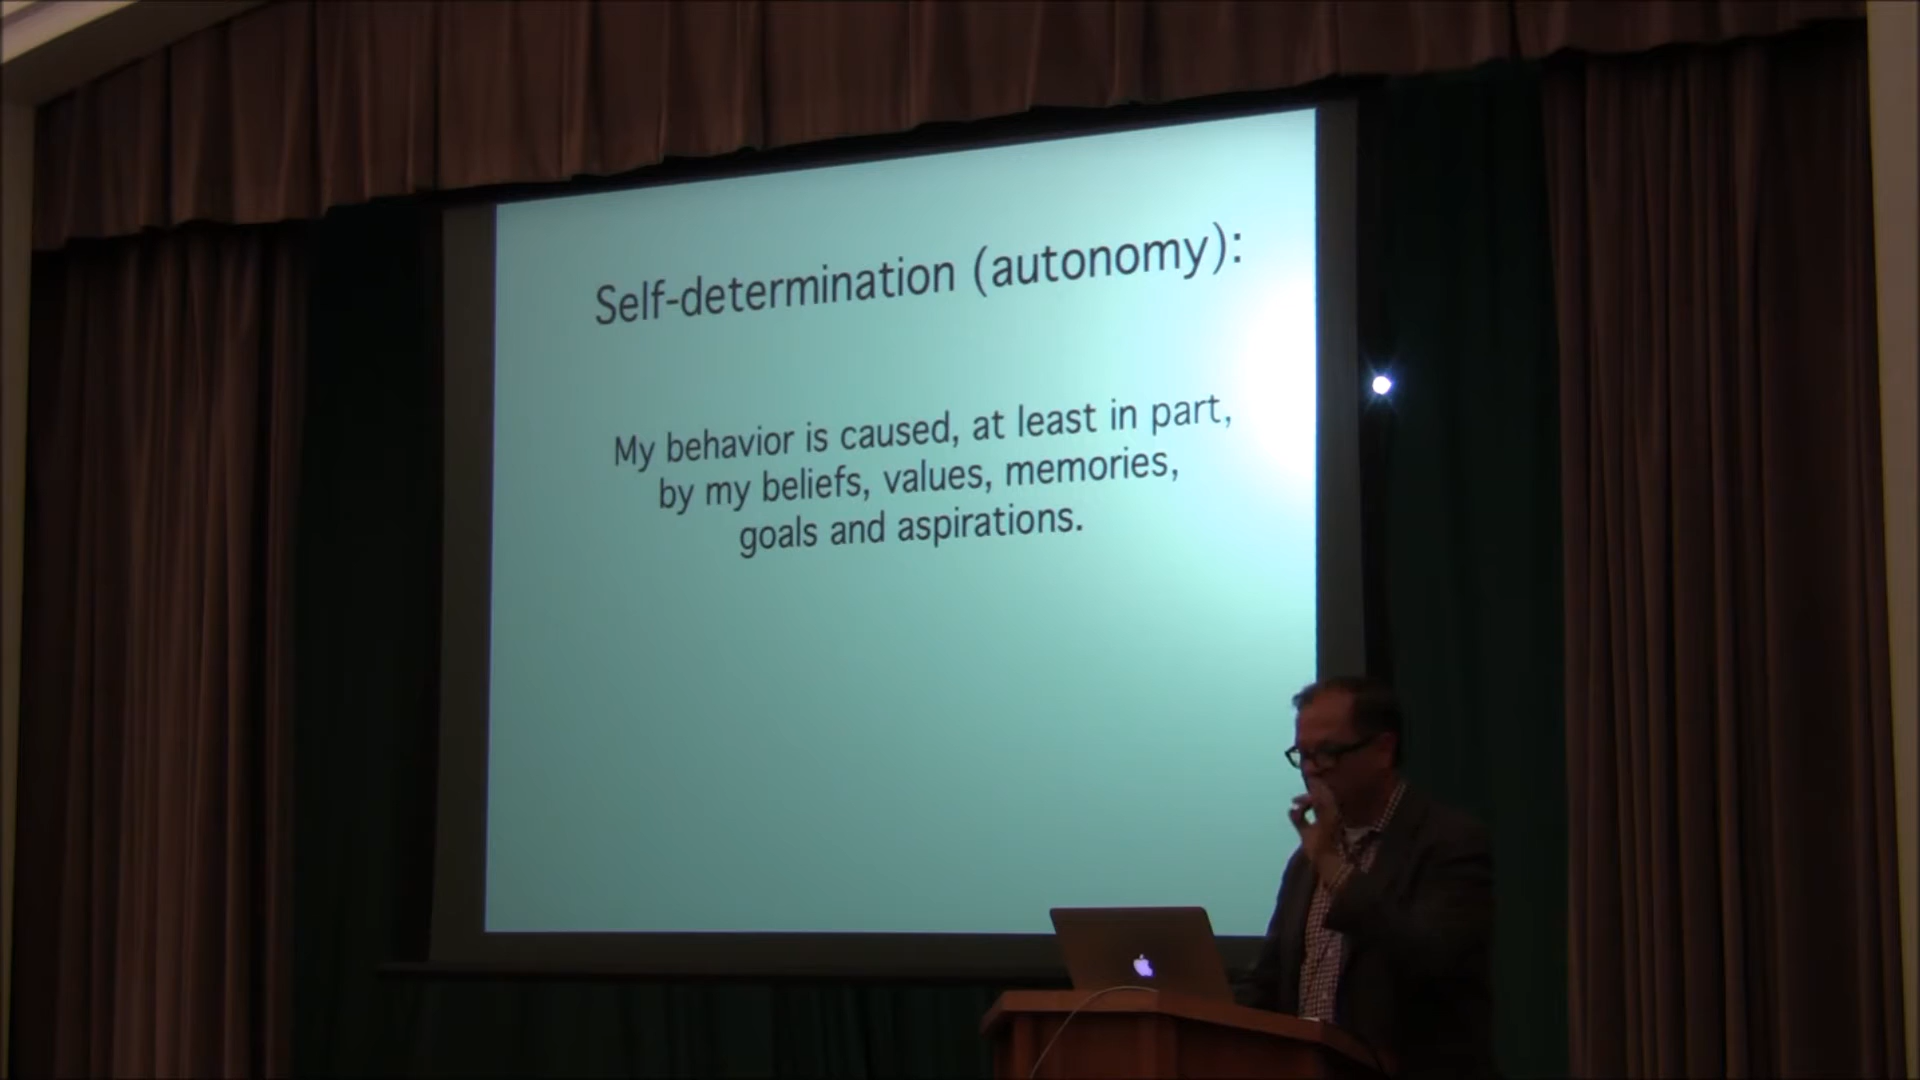 Self-determination (autonomy):
My behavior is caused, at least in part,
by my beliefs, values, memories,
goals and aspirations.